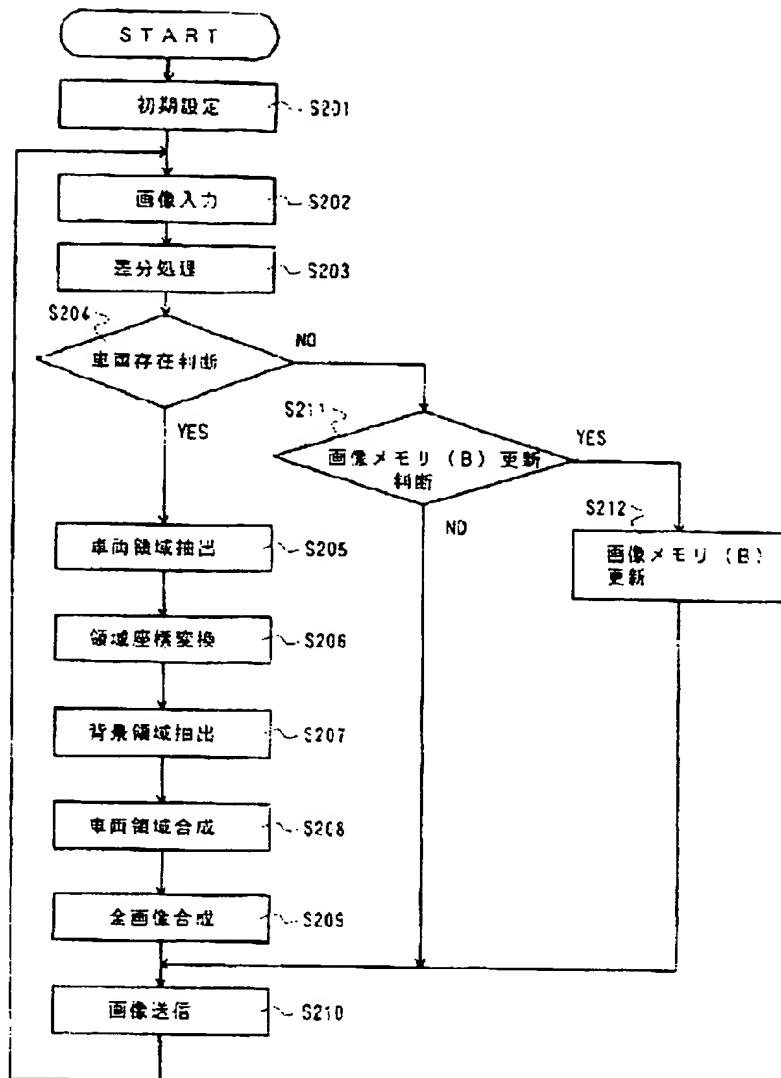 START
初期設定
S201
画像入力
S202
差分処理
S203
S204
車両存在判断
NO
YES
S211
画像メモリ (B) 更新
判断
YES
NO
S212
画像メモリ (B)
更新
車両領域抽出
S205
領域座標変換
S206
背景領域抽出
S207
車両領域合成
S208
全画像合成
S209
画像送信
S210